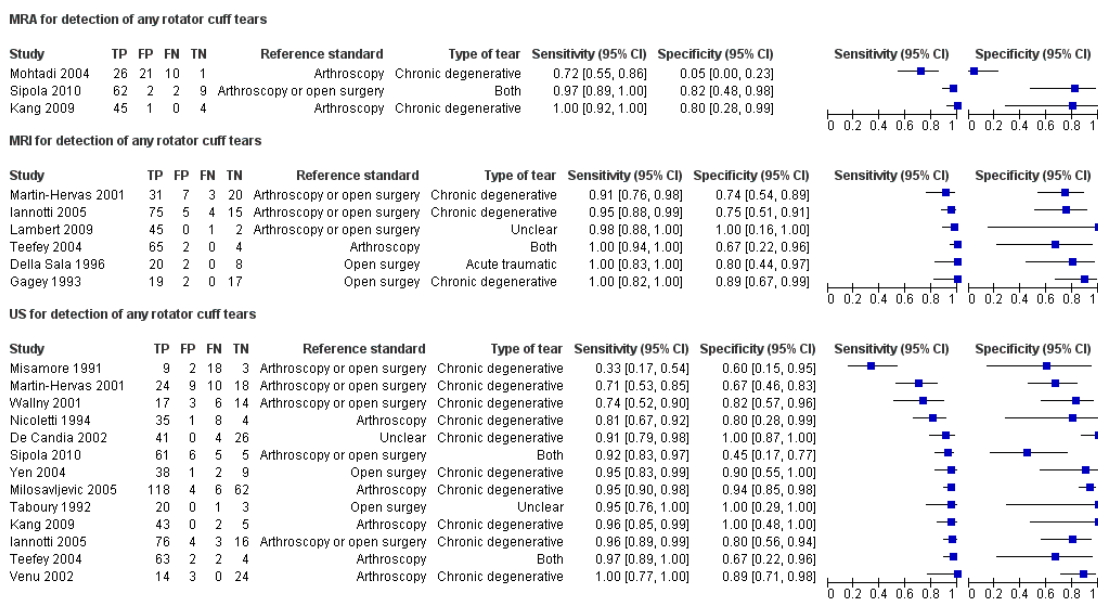 MRA for detection of any rotator cuff tears
Study TP FP FN TN Reference standard Type of tear Sensitivity (95% CI) Specificity (95% CI) Sensitivity (95% CI) Specificity (95% CI)
Mohtadi 2004 26 21 10 1 Arthroscopy Chronic degenerative 0.72 [0.55, 0.86] 0.05 [0.00, 0.23]
Sipola 2010 62 2 2 9 Arthroscopy or open surgery Both 0.97 [0.89, 1.00] 0.82 [0.48, 0.98]
Kang 2009 45 1 0 4 Arthroscopy Chronic degenerative 1.00 [0.92, 1.00] 0.80 [0.28, 0.99]
0 0.2 0.4 0.6 0.8 1 0 0.2 0.4 0.6 0.8 1
MRI for detection of any rotator cuff tears
Study TP FP FN TN Reference standard Type of tear Sensitivity (95% CI) Specificity (95% CI) Sensitivity (95% CI) Specificity (95% CI)
Martin-Hervas 2001 31 7 3 20 Arthroscopy or open surgery Chronic degenerative 0.91 [0.76, 0.98] 0.74 [0.54, 0.89]
Iannotti 2005 75 5 4 15 Arthroscopy or open surgery Chronic degenerative 0.95 [0.88, 0.99] 0.75 [0.51, 0.91]
Lambert 2009 45 0 1 2 Arthroscopy or open surgery Unclear 0.98 [0.88, 1.00] 1.00 [0.16, 1.00]
Teefey 2004 65 2 0 4 Arthroscopy Both 1.00 [0.94, 1.00] 0.67 [0.22, 0.96]
Della Sala 1996 20 2 0 8 Open surgey Acute traumatic 1.00 [0.83, 1.00] 0.80 [0.44, 0.97]
Gagey 1993 19 2 0 17 Open surgey Chronic degenerative 1.00 [0.82, 1.00] 0.89 [0.67, 0.99]
0 0.2 0.4 0.6 0.8 1 0 0.2 0.4 0.6 0.8 1
US for detection of any rotator cuff tears
Study TP FP FN TN Reference standard Type of tear Sensitivity (95% CI) Specificity (95% CI) Sensitivity (95% CI) Specificity (95% CI)
Misamore 1991 9 2 18 3 Arthroscopy or open surgery Chronic degenerative 0.33 [0.17, 0.54] 0.60 [0.15, 0.95]
Martin-Hervas 2001 24 9 10 18 Arthroscopy or open surgery Chronic degenerative 0.71 [0.53, 0.85] 0.67 [0.46, 0.83]
Wallny 2001 17 3 6 14 Arthroscopy or open surgery Chronic degenerative 0.74 [0.52, 0.90] 0.82 [0.57, 0.96]
Nicoletti 1994 35 1 8 4 Arthroscopy Chronic degenerative 0.81 [0.67, 0.92] 0.80 [0.28, 0.99]
De Candia 2002 41 0 4 26 Unclear Chronic degenerative 0.91 [0.79, 0.98] 1.00 [0.87, 1.00]
Sipola 2010 61 6 5 5 Arthroscopy or open surgery Both 0.92 [0.83, 0.97] 0.45 [0.17, 0.77]
Yen 2004 38 1 2 9 Open surgey Chronic degenerative 0.95 [0.83, 0.99] 0.90 [0.55, 1.00]
Milosavljevic 2005 118 4 6 62 Arthroscopy Chronic degenerative 0.95 [0.90, 0.98] 0.94 [0.85, 0.98]
Taboury 1992 20 0 1 3 Open surgey Unclear 0.95 [0.76, 1.00] 1.00 [0.29, 1.00]
Kang 2009 43 0 2 5 Arthroscopy Chronic degenerative 0.96 [0.85, 0.99] 1.00 [0.48, 1.00]
Iannotti 2005 76 4 3 16 Arthroscopy or open surgery Chronic degenerative 0.96 [0.89, 0.99] 0.80 [0.56, 0.94]
Teefey 2004 63 2 2 4 Arthroscopy Both 0.97 [0.89, 1.00] 0.67 [0.22, 0.96]
Venu 2002 14 3 0 24 Arthroscopy Chronic degenerative 1.00 [0.77, 1.00] 0.89 [0.71, 0.98]
0 0.2 0.4 0.6 0.8 1 0 0.2 0.4 0.6 0.8 1